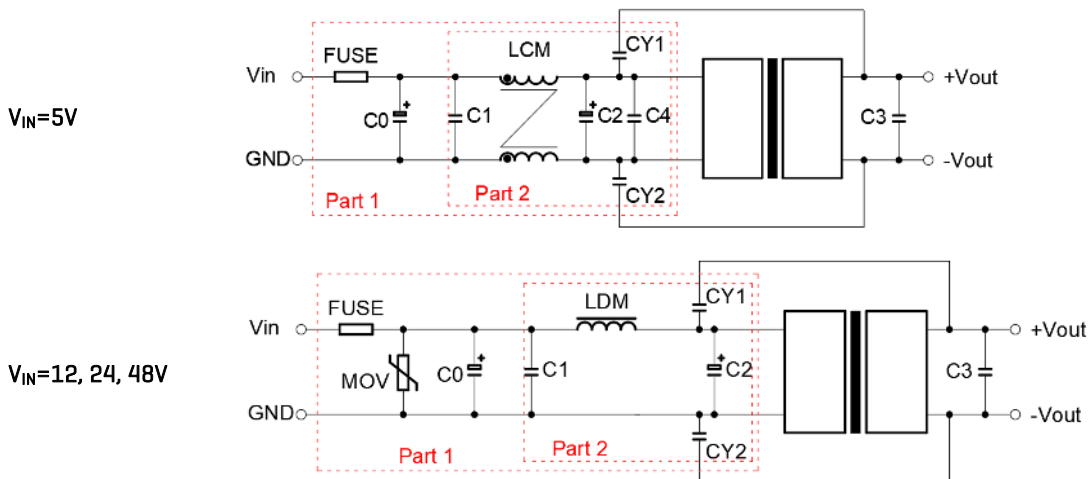 LCM
CY1
FUSE
Vin
+Vout
VIN=5V
C0
C1
C2
C4
C3
GND
-Vout
Part 1
Part 2
CY2
LDM
CY1
FUSE
Vin
+Vout
VIN=12, 24, 48V
MOV
C0
C1
C2
C3
GND
-Vout
Part 1
Part 2
CY2